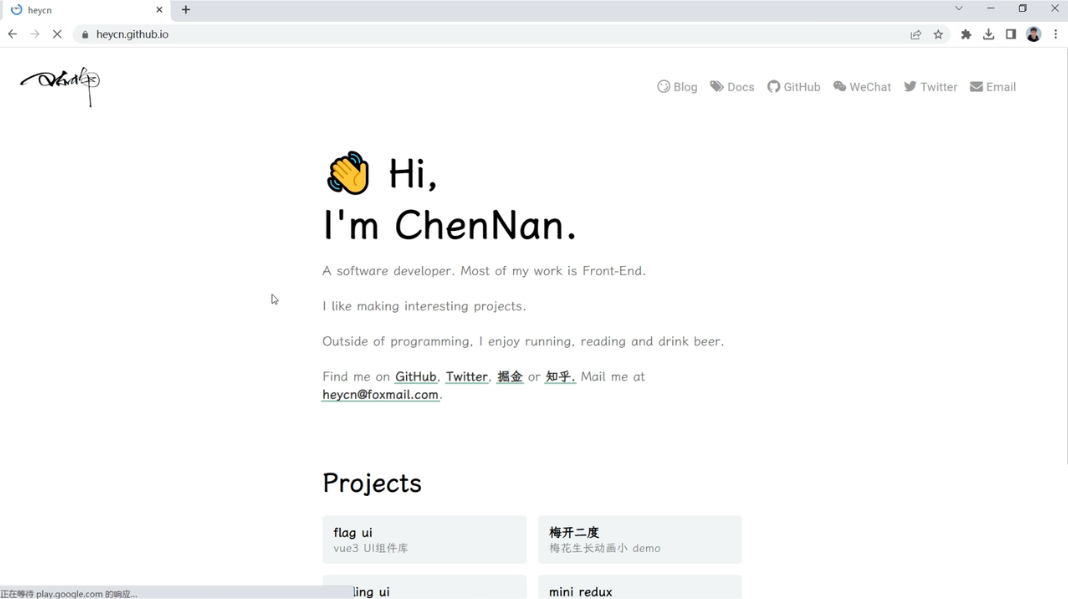 heycn
heycn.github.io
Blog Docs GitHub WeChat Twitter Email
👋 Hi,
I'm ChenNan.
A software developer. Most of my work is Front-End.
I like making interesting projects.
Outside of programming, I enjoy running, reading and drink beer.
Find me on GitHub, Twitter, 掘金 or 知乎. Mail me at
heycn@foxmail.com.
Projects
flag ui 梅开二度
vue3 UI组件库 梅花生长动画小 demo
ling ui mini redux
正在等待 play.google.com 的响应...